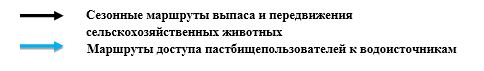 Сезонные маршруты выпаса и передвижения
сельскохозяйственных животных
Маршруты доступа пастбищепользователей к водоисточникам